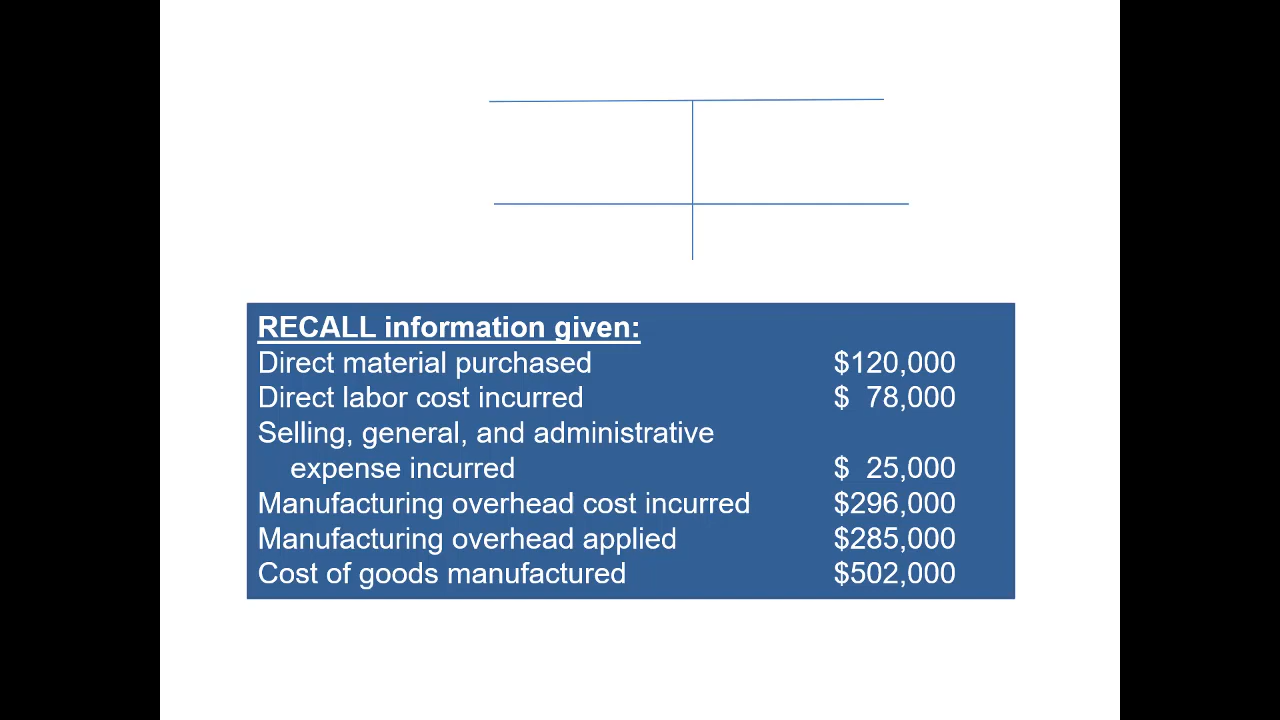 RECALL information given:
Direct material purchased $120,000
Direct labor cost incurred $ 78,000
Selling, general, and administrative
expense incurred $ 25,000
Manufacturing overhead cost incurred $296,000
Manufacturing overhead applied $285,000
Cost of goods manufactured $502,000